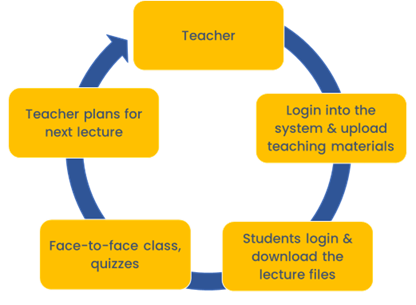 Teacher
Login into the
system & upload
teaching materials
Students login &
download the
lecture files
Face-to-face class,
quizzes
Teacher plans for
next lecture